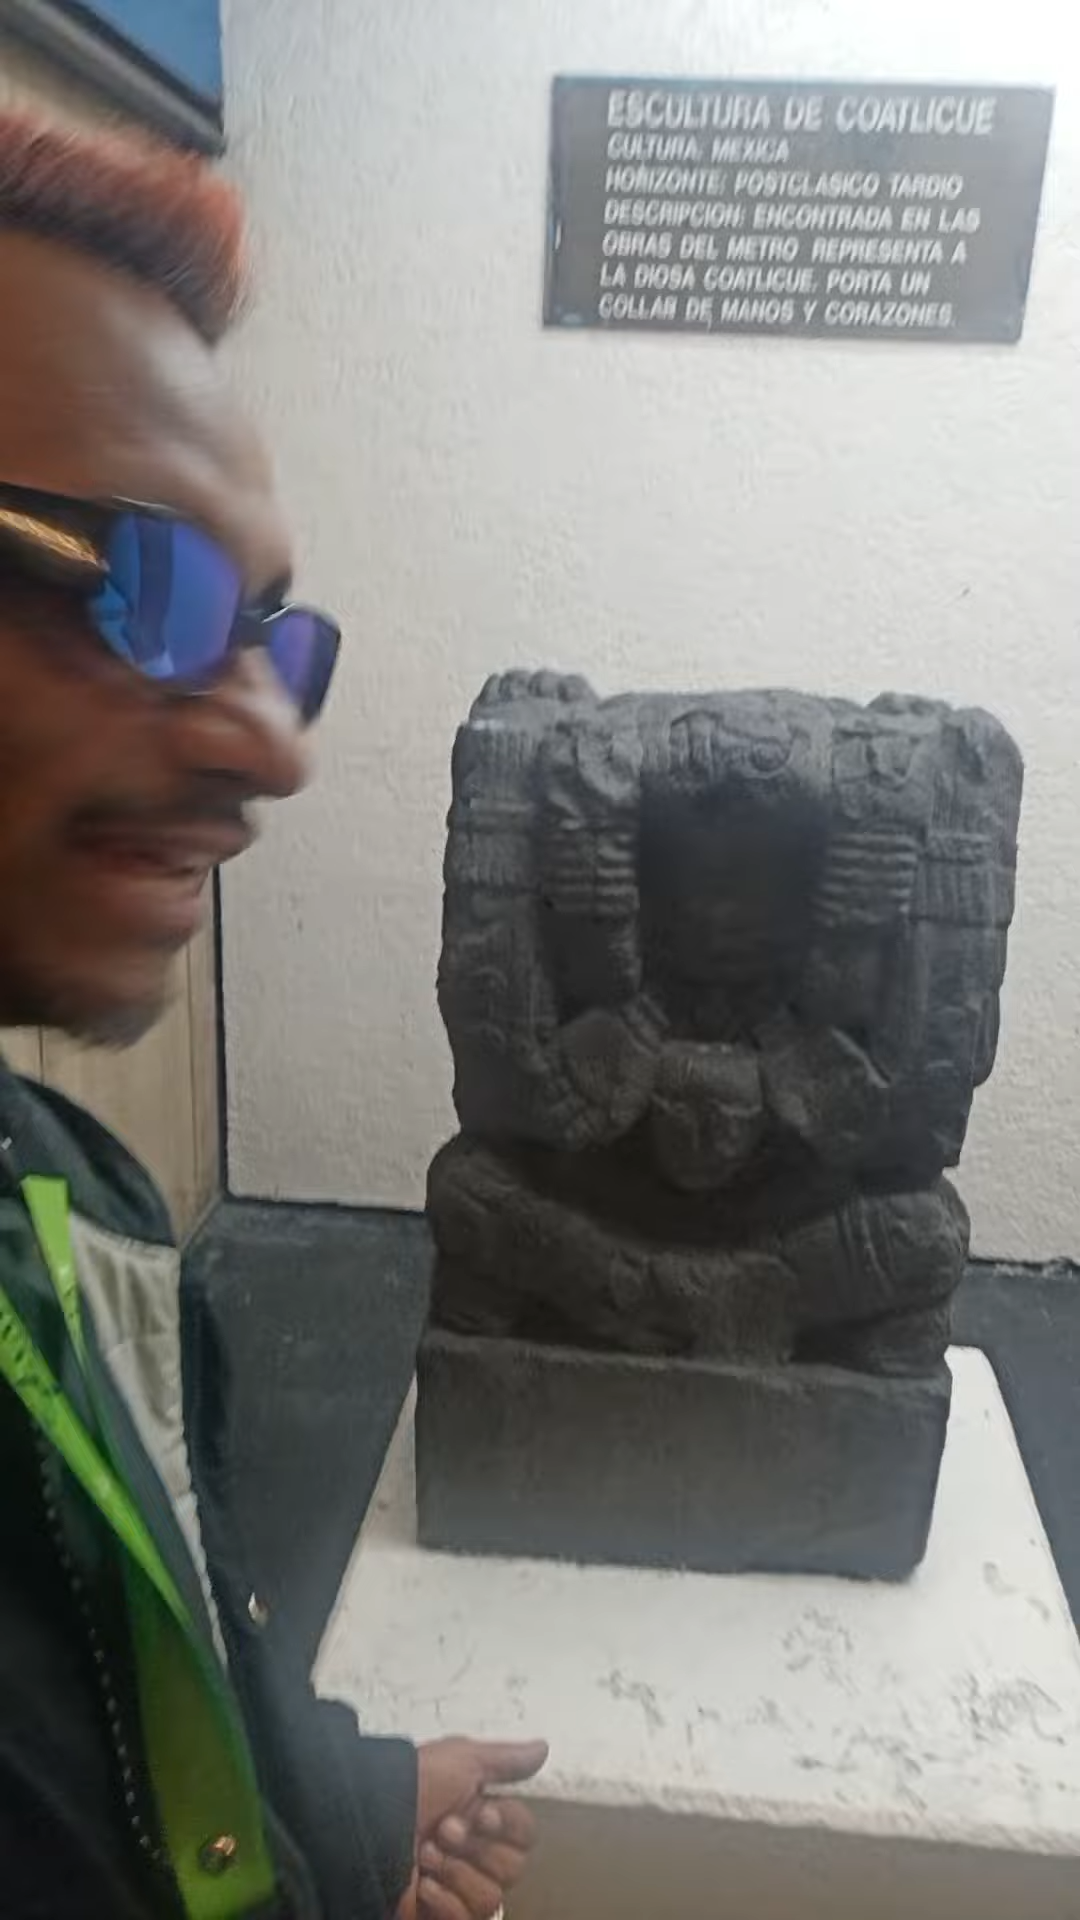 ESCULTURA DE COATLICUE
CULTURA: MEXICA
HORIZONTE: POSTCLASICO TARDIO
DESCRIPCION: ENCONTRADA EN LAS
OBRAS DEL METRO REPRESENTA A
LA DIOSA COATLICUE. PORTA UN
COLLAR DE MANOS Y CORAZONES.